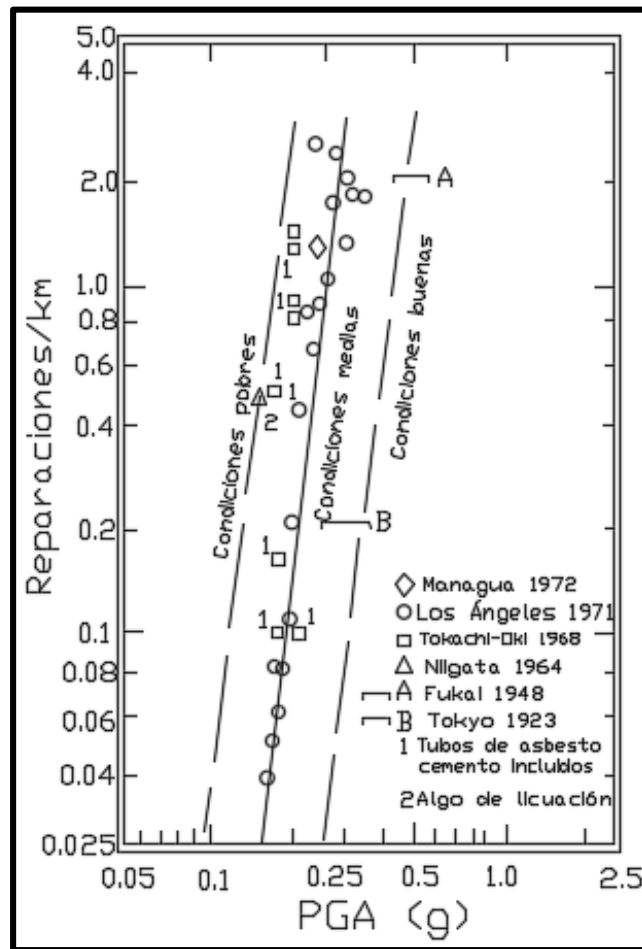 5.0
4.0
2.0
1.0
0.8
0.6
0.4
0.2
0.1
0.08
0.06
0.04
0.025
Reparaciones/km
Condiciones pobres
Condiciones medias
Condiciones buenas
A
1
1
1
1
2
B
1
1
1
Managua 1972
Los Ángeles 1971
Tokachi-Oki 1968
Niigata 1964
A Fukai 1948
B Tokyo 1923
1 Tubos de asbesto
cemento incluidos
2 Algo de licuación
0.05 0.1 0.25 0.5 1.0 2.5
PGA (g)